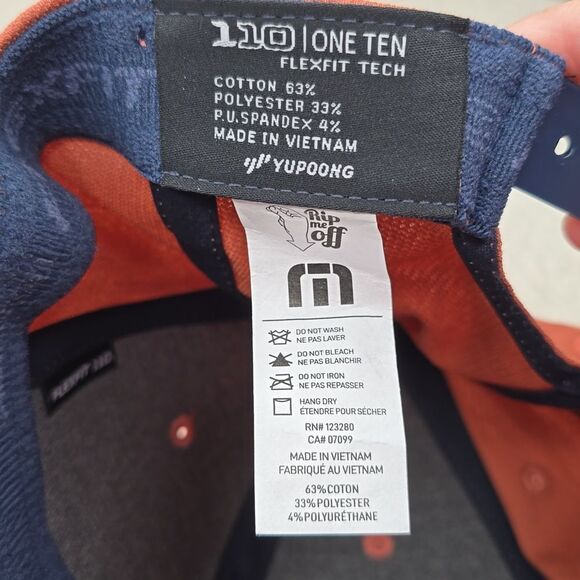 110 | ONE TEN
FLEXFIT TECH
COTTON 63%
POLYESTER 33%
P.U.SPANDEX 4%
MADE IN VIETNAM
YUPOONG
Rip
me
off
DO NOT WASH
NE PAS LAVER
DO NOT BLEACH
NE PAS BLANCHIR
DO NOT IRON
NE PAS REPASSER
HANG DRY
ÉTENDRE POUR SÉCHER
RN# 123280
CA# 07099
MADE IN VIETNAM
FABRIQUÉ AU VIETNAM
63%COTON
33%POLYESTER
4%POLYURÉTHANE
FLEXFIT 110